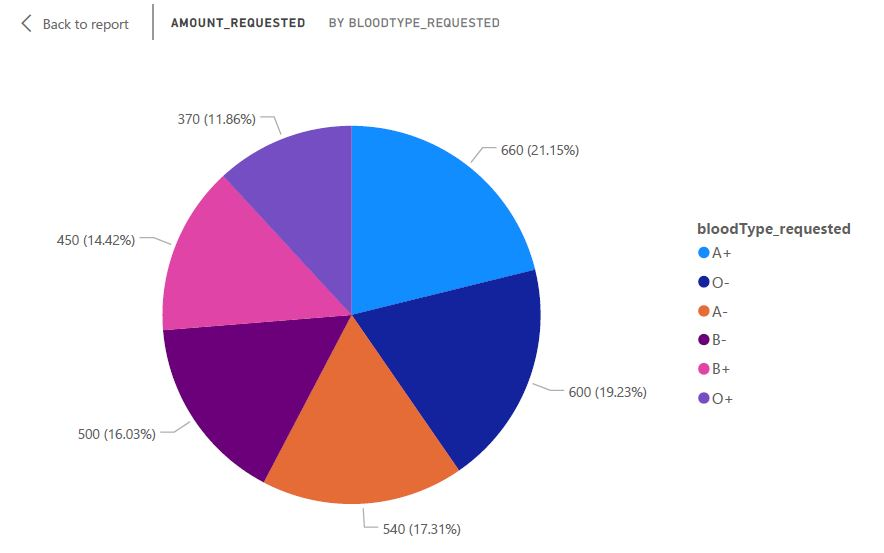 Back to report
AMOUNT_REQUESTED BY BLOODTYPE_REQUESTED
370 (11.86%)
660 (21.15%)
450 (14.42%)
600 (19.23%)
500 (16.03%)
540 (17.31%)
bloodType_requested
A+
O-
A-
B-
B+
O+